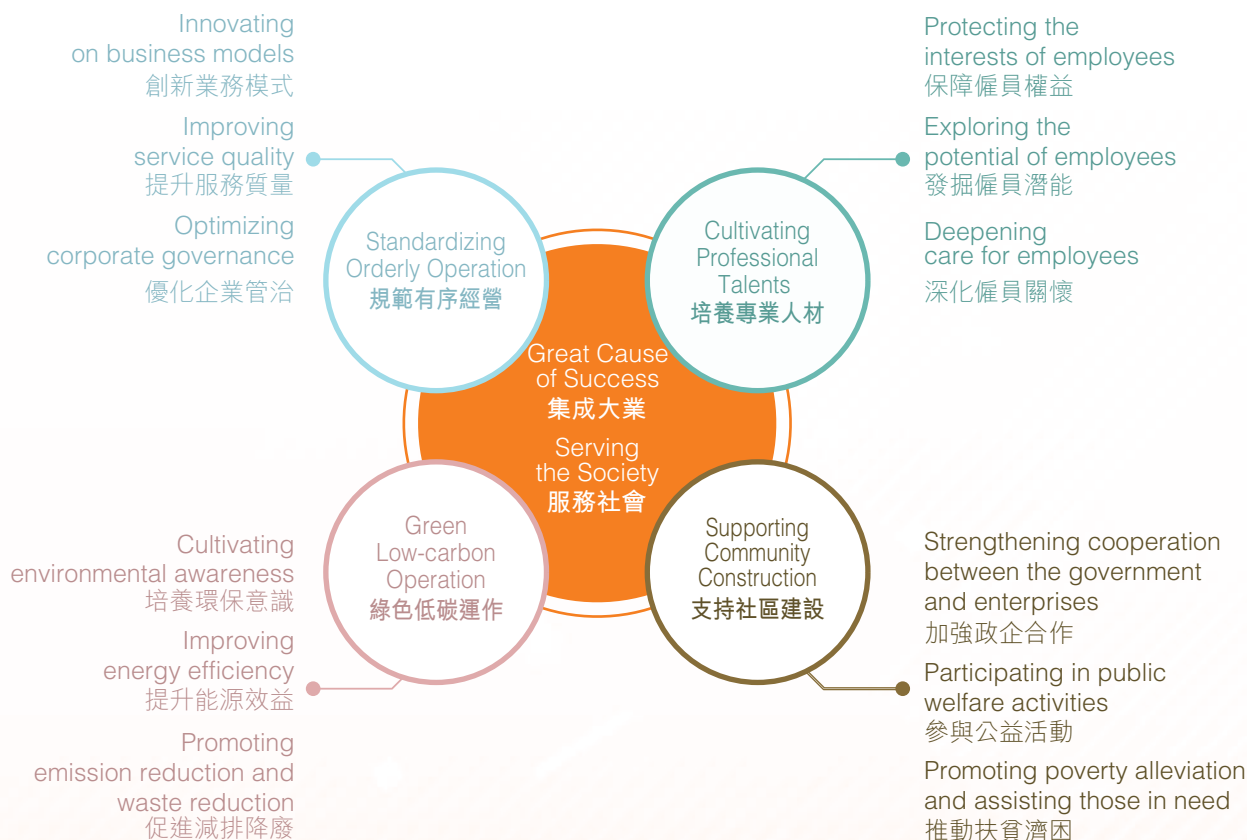 Innovating
on business models
創新業務模式
Improving
service quality
提升服務質量
Optimizing
corporate governance
優化企業管治
Standardizing
Orderly Operation
規範有序經營
Protecting the
interests of employees
保障僱員權益
Exploring the
potential of employees
發掘僱員潛能
Deepening
care for employees
深化僱員關懷
Cultivating
Professional
Talents
培養專業人材
Great Cause
of Success
集成大業
Serving
the Society
服務社會
Cultivating
environmental awareness
培養環保意識
Improving
energy efficiency
提升能源效益
Promoting
emission reduction and
waste reduction
促進減排降廢
Green
Low-carbon
Operation
綠色低碳運作
Supporting
Community
Construction
支持社區建設
Strengthening cooperation
between the government
and enterprises
加強政企合作
Participating in public
welfare activities
參與公益活動
Promoting poverty alleviation
and assisting those in need
推動扶貧濟困